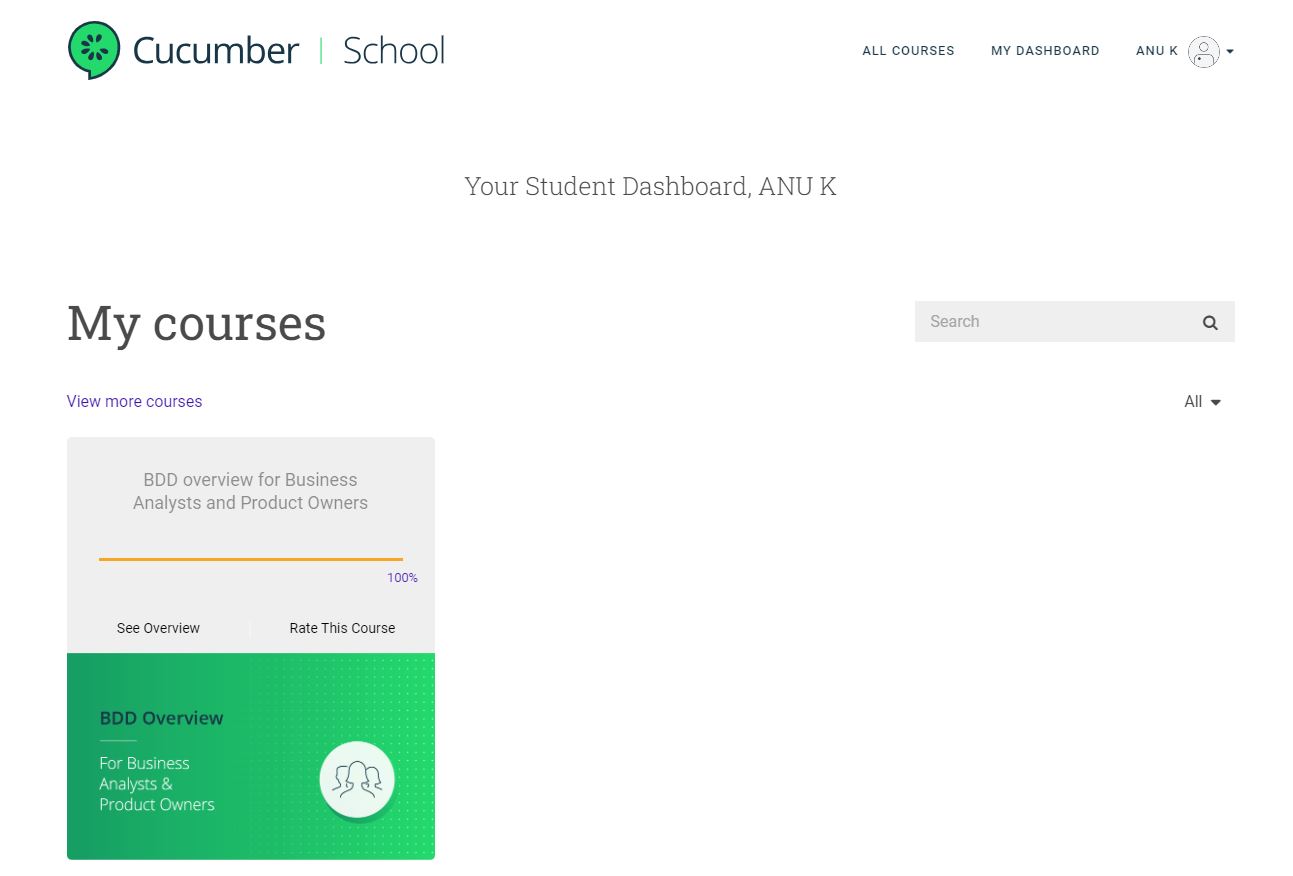 Cucumber | School
ALL COURSES
MY DASHBOARD
ANU K
Your Student Dashboard, ANU K
My courses
Search
View more courses
All
BDD overview for Business
Analysts and Product Owners
100%
See Overview
Rate This Course
BDD Overview
For Business
Analysts &
Product Owners